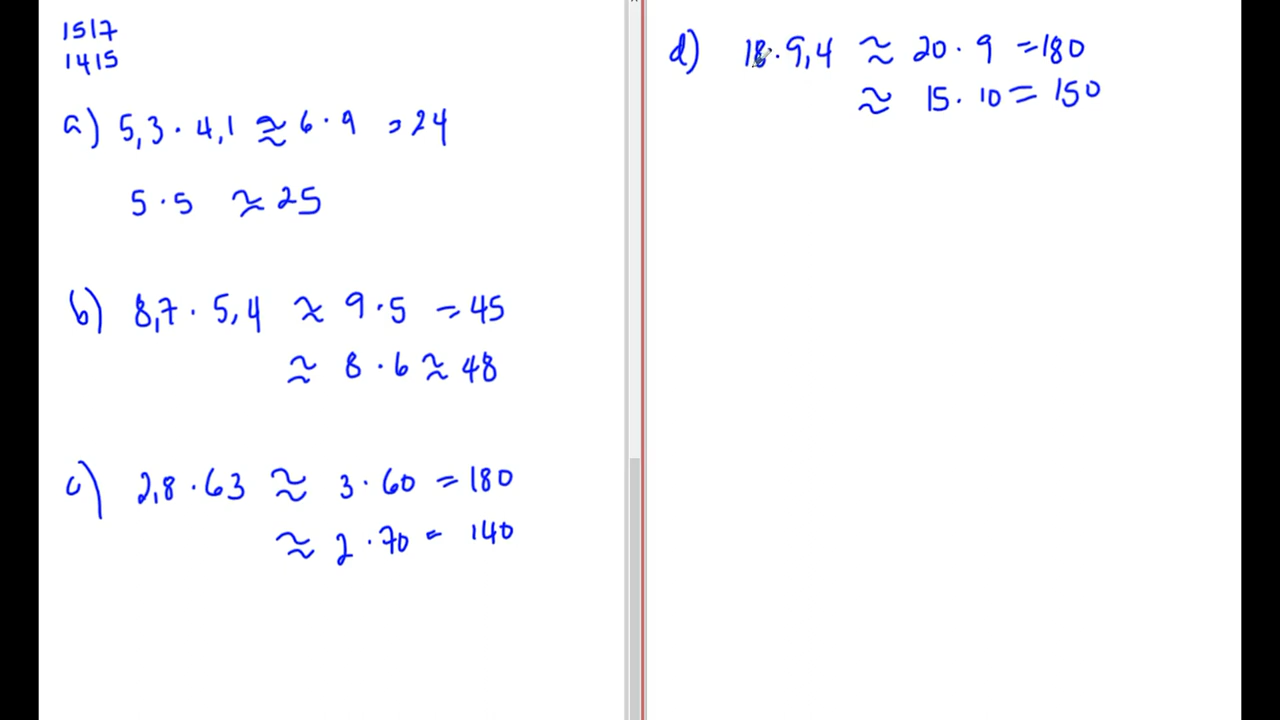 1517
1415
a) 5,3 · 4,1 ≈ 6 · 9 = 24
5 · 5 ≈ 25
b) 8,7 · 5,4 ≈ 9 · 5 = 45
≈ 8 · 6 ≈ 48
c) 2,8 · 63 ≈ 3 · 60 = 180
≈ 2 · 70 = 140
d) 18 · 9,4 ≈ 20 · 9 = 180
≈ 15 · 10 = 150